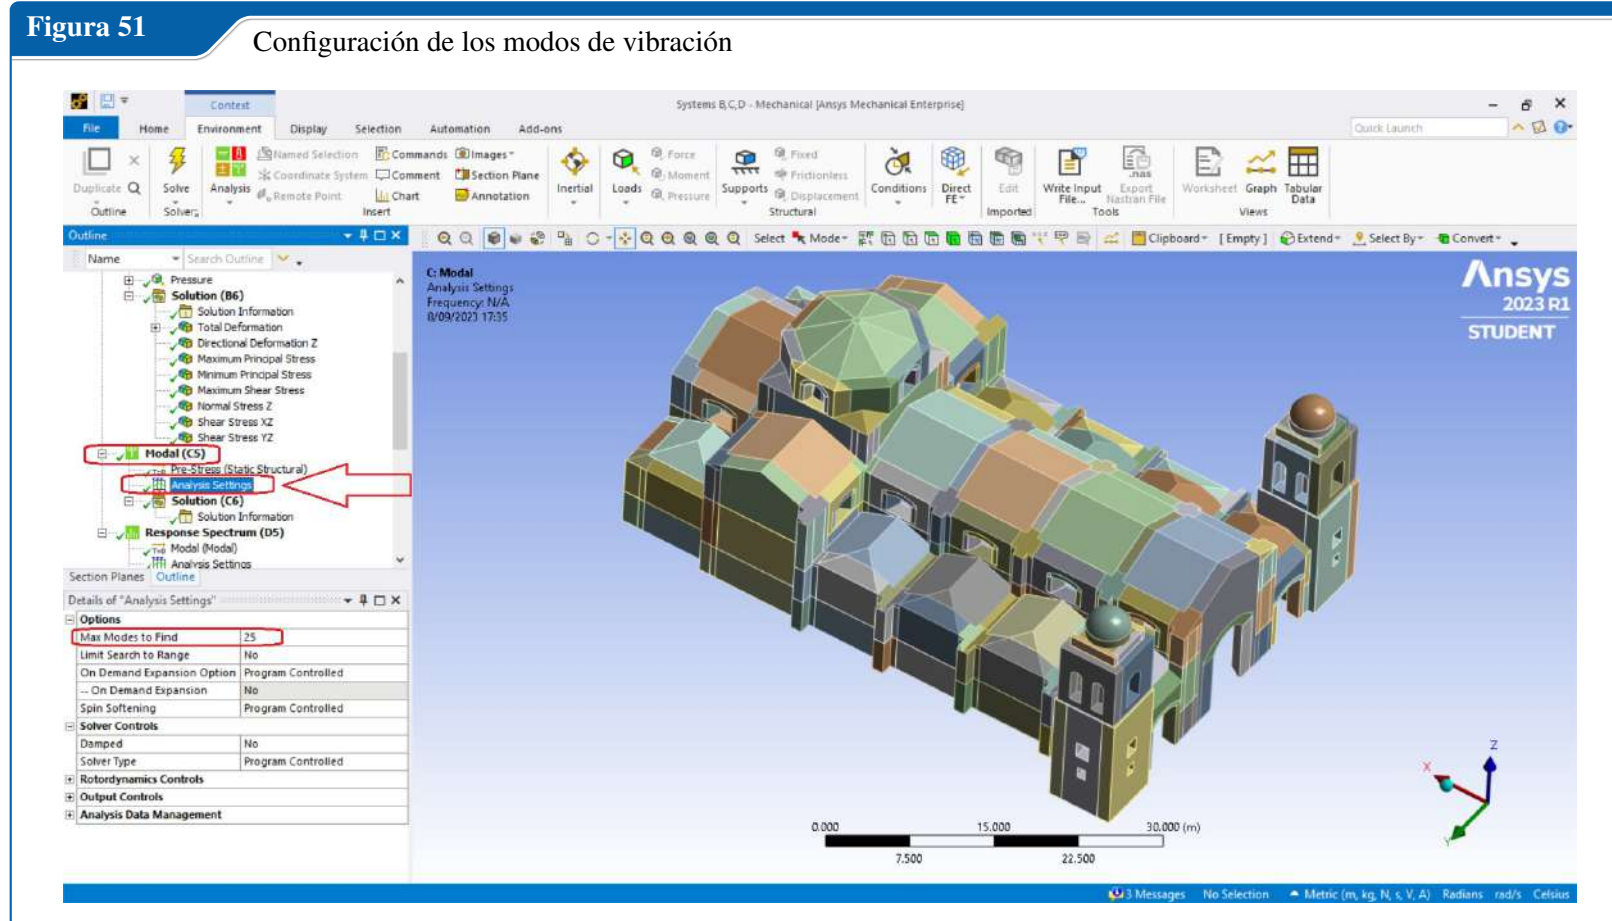 Figura 51
Configuración de los modos de vibración
Context
Systems B,C,D - Mechanical [Ansys Mechanical Enterprise]
File Home Environment Display Selection Automation Add-ons
Quick Launch
Duplicate
Outline
Solve
Solver
Analysis
Named Selection
Coordinate System
Remote Point
Commands
Comment
Chart
Images
Section Plane
Annotation
Insert
Inertial
Loads
Force
Moment
Pressure
Supports
Fixed
Frictionless
Displacement
Structural
Conditions
Direct FE
Edit
Imported
Write Input File...
Export Nastran File
.nas
Tools
Worksheet
Graph
Tabular Data
Views
Outline
Select Mode Clipboard [Empty] Extend Select By Convert
Name Search Outline
Pressure
Solution (B6)
Solution Information
Total Deformation
Directional Deformation Z
Maximum Principal Stress
Minimum Principal Stress
Maximum Shear Stress
Normal Stress Z
Shear Stress XZ
Shear Stress YZ
Modal (C5)
Pre-Stress (Static Structural)
Analysis Settings
Solution (C6)
Solution Information
Response Spectrum (D5)
Modal (Modal)
Analysis Settings
Section Planes Outline
Details of "Analysis Settings"
Options
Max Modes to Find 25
Limit Search to Range No
On Demand Expansion Option Program Controlled
-- On Demand Expansion No
Spin Softening Program Controlled
Solver Controls
Damped No
Solver Type Program Controlled
Rotordynamics Controls
Output Controls
Analysis Data Management
C: Modal
Analysis Settings
Frequency: N/A
8/09/2023 17:35
Ansys
2023 R1
STUDENT
Z
X
Y
0.000 15.000 30.000 (m)
7.500 22.500
3 Messages No Selection Metric (m, kg, N, s, V, A) Radians rad/s Celsius